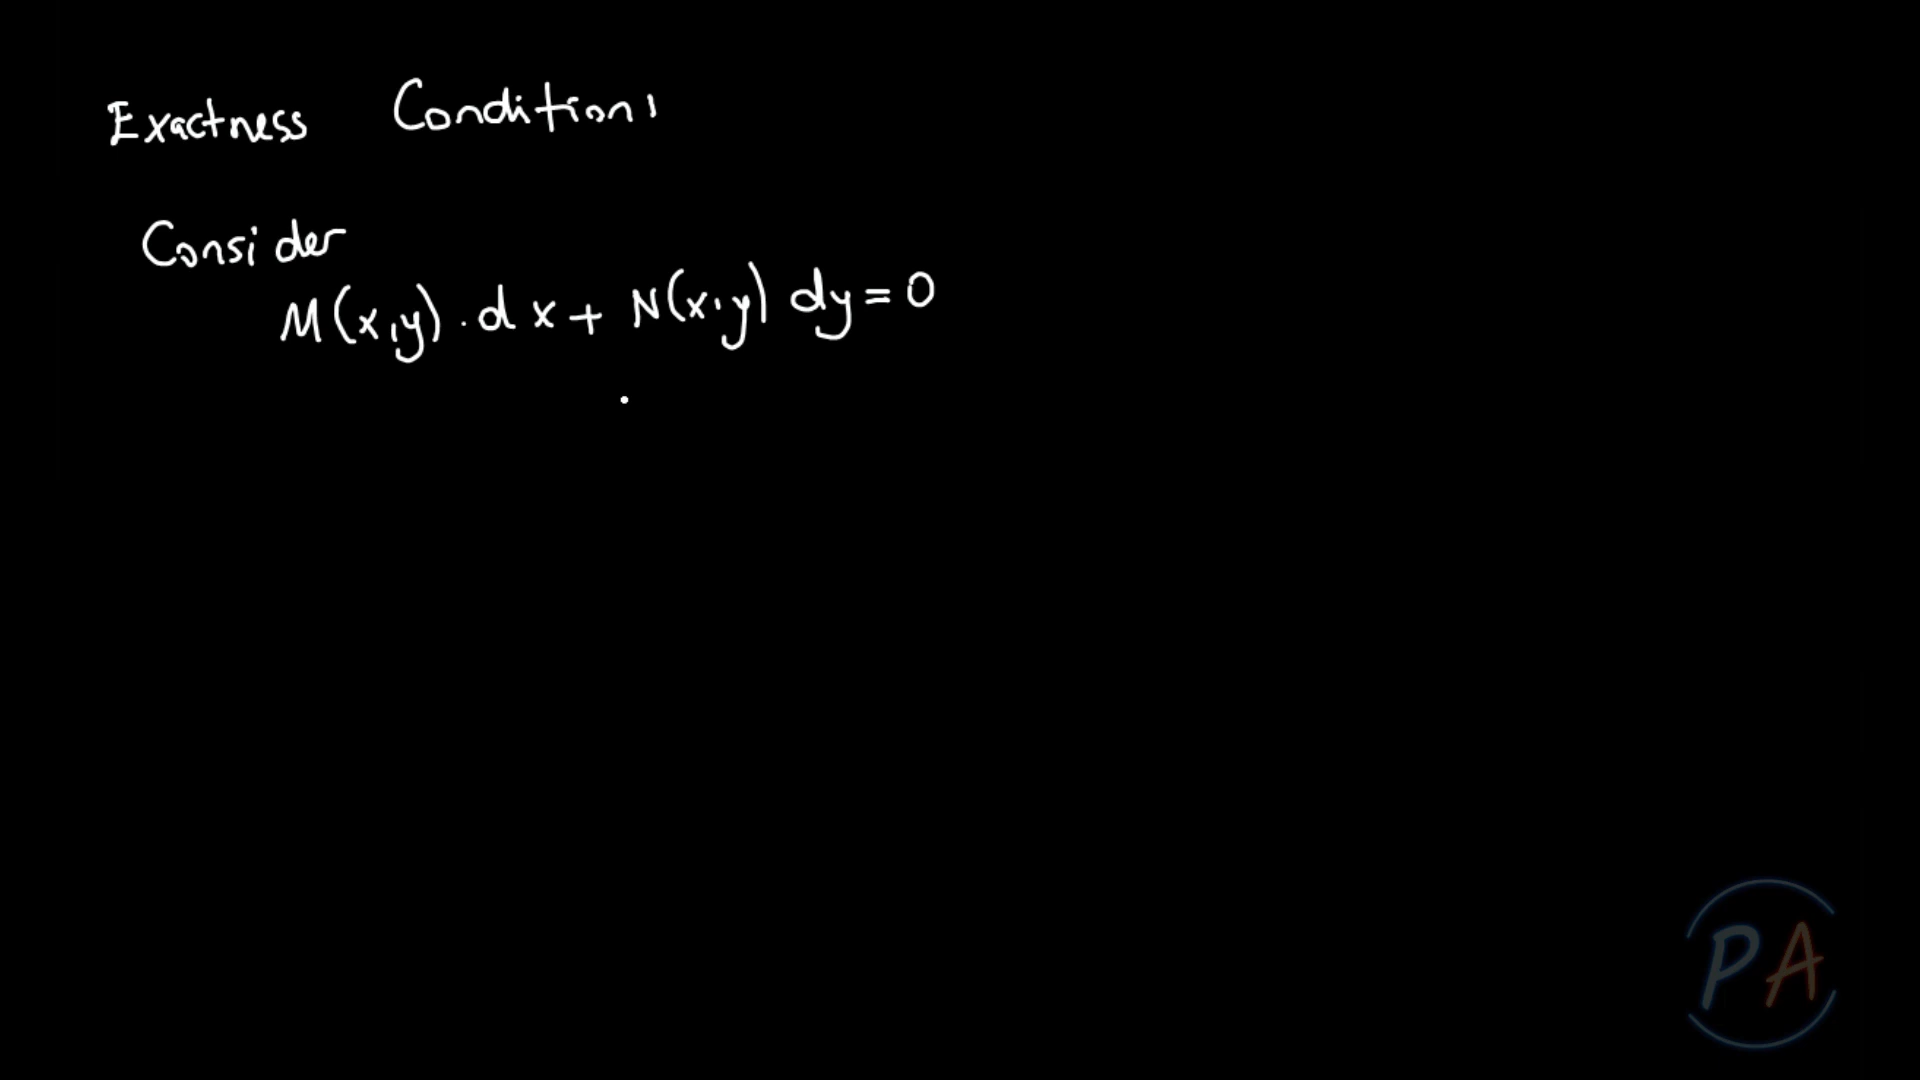 Exactness Condition:
Consider
M(x,y)·dx + N(x,y) dy = 0
PA